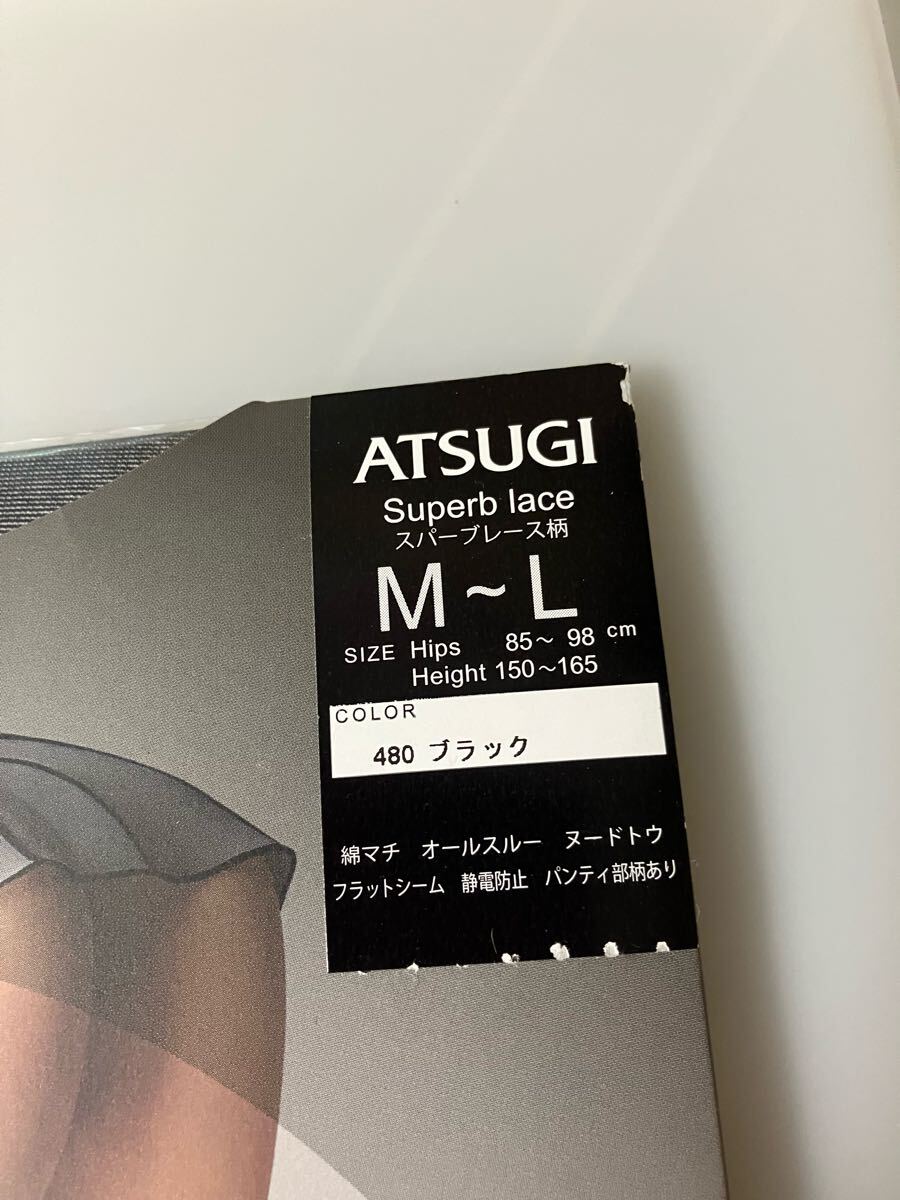 ATSUGI
Superb lace
スパーブレース柄
M～L
SIZE Hips 85～ 98 cm
Height 150～165
COLOR
480 ブラック
綿マチ オールスルー ヌードトウ
フラットシーム 静電防止 パンティ部柄あり